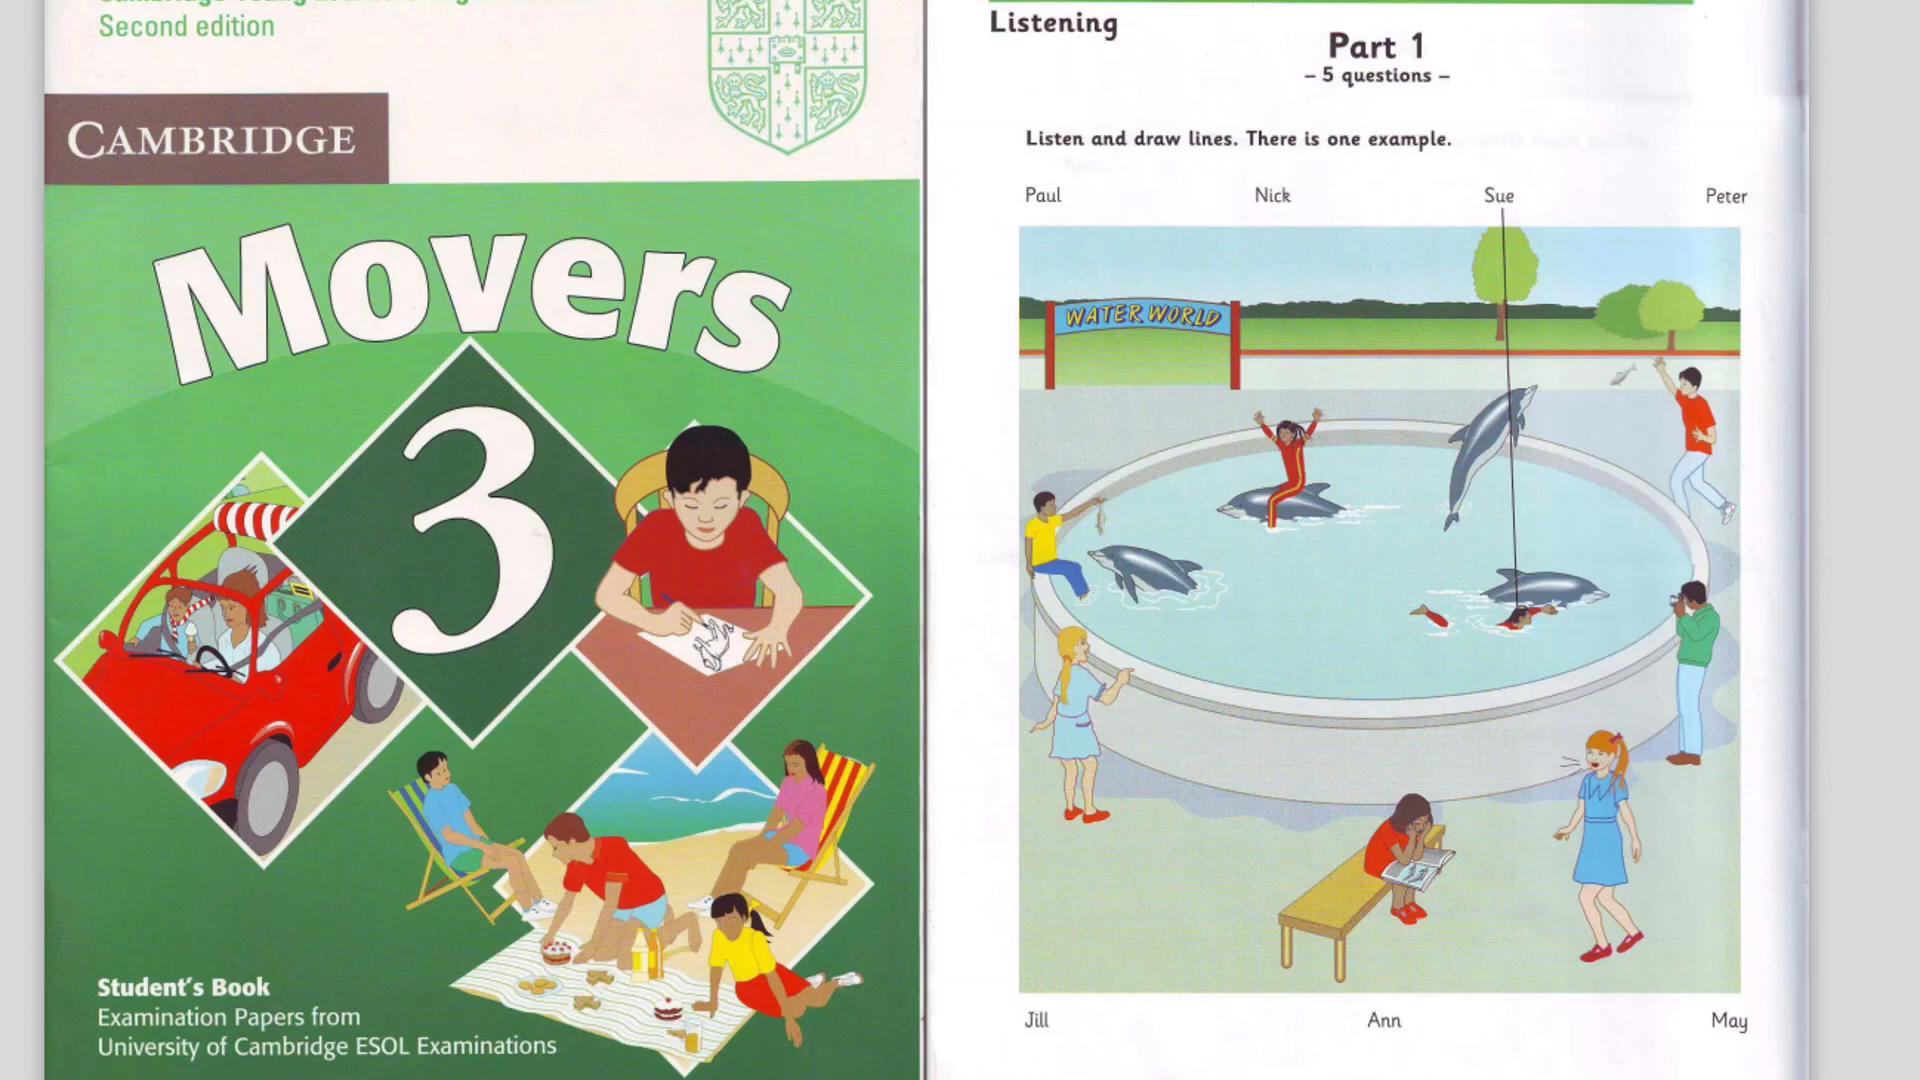 Second edition
CAMBRIDGE
Movers
3
Student's Book
Examination Papers from
University of Cambridge ESOL Examinations
Listening
Part 1
– 5 questions –
Listen and draw lines. There is one example.
Paul Nick Sue Peter
WATER WORLD
Jill Ann May